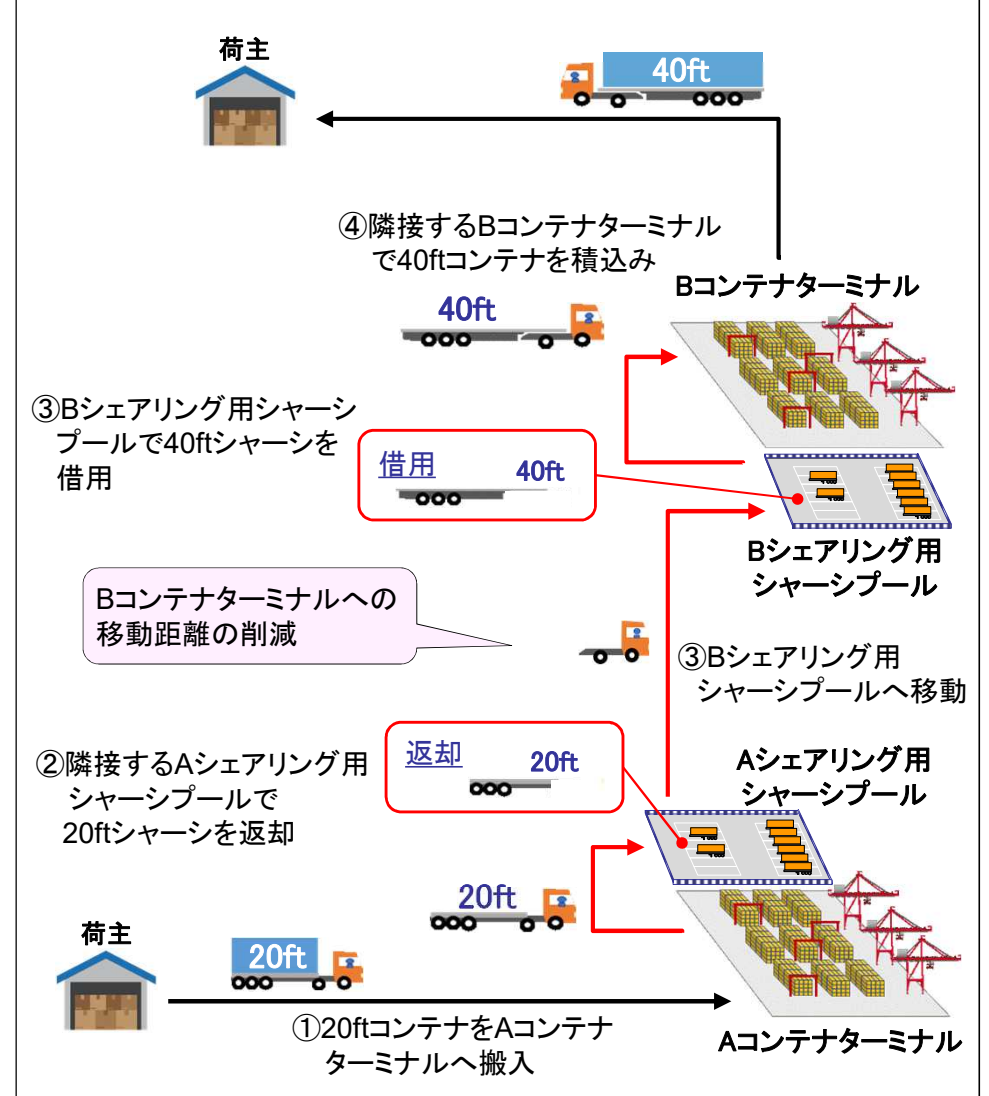 荷主
40ft
④隣接するBコンテナターミナル
で40ftコンテナを積込み
Bコンテナターミナル
40ft
③Bシェアリング用シャーシ
プールで40ftシャーシを
借用
借用 40ft
Bシェアリング用
シャーシプール
Bコンテナターミナルへの
移動距離の削減
③Bシェアリング用
シャーシプールへ移動
②隣接するAシェアリング用
シャーシプールで
20ftシャーシを返却
返却 20ft
Aシェアリング用
シャーシプール
20ft
荷主
20ft
①20ftコンテナをAコンテナ
ターミナルへ搬入
Aコンテナターミナル